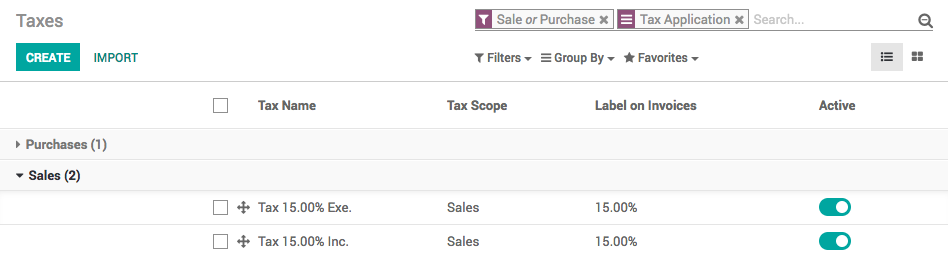 Taxes
Sale or Purchase ✖ Tax Application ✖ Search...
CREATE IMPORT Filters Group By Favorites
Tax Name Tax Scope Label on Invoices Active
Purchases (1)
Sales (2)
Tax 15.00% Exe. Sales 15.00%
Tax 15.00% Inc. Sales 15.00%